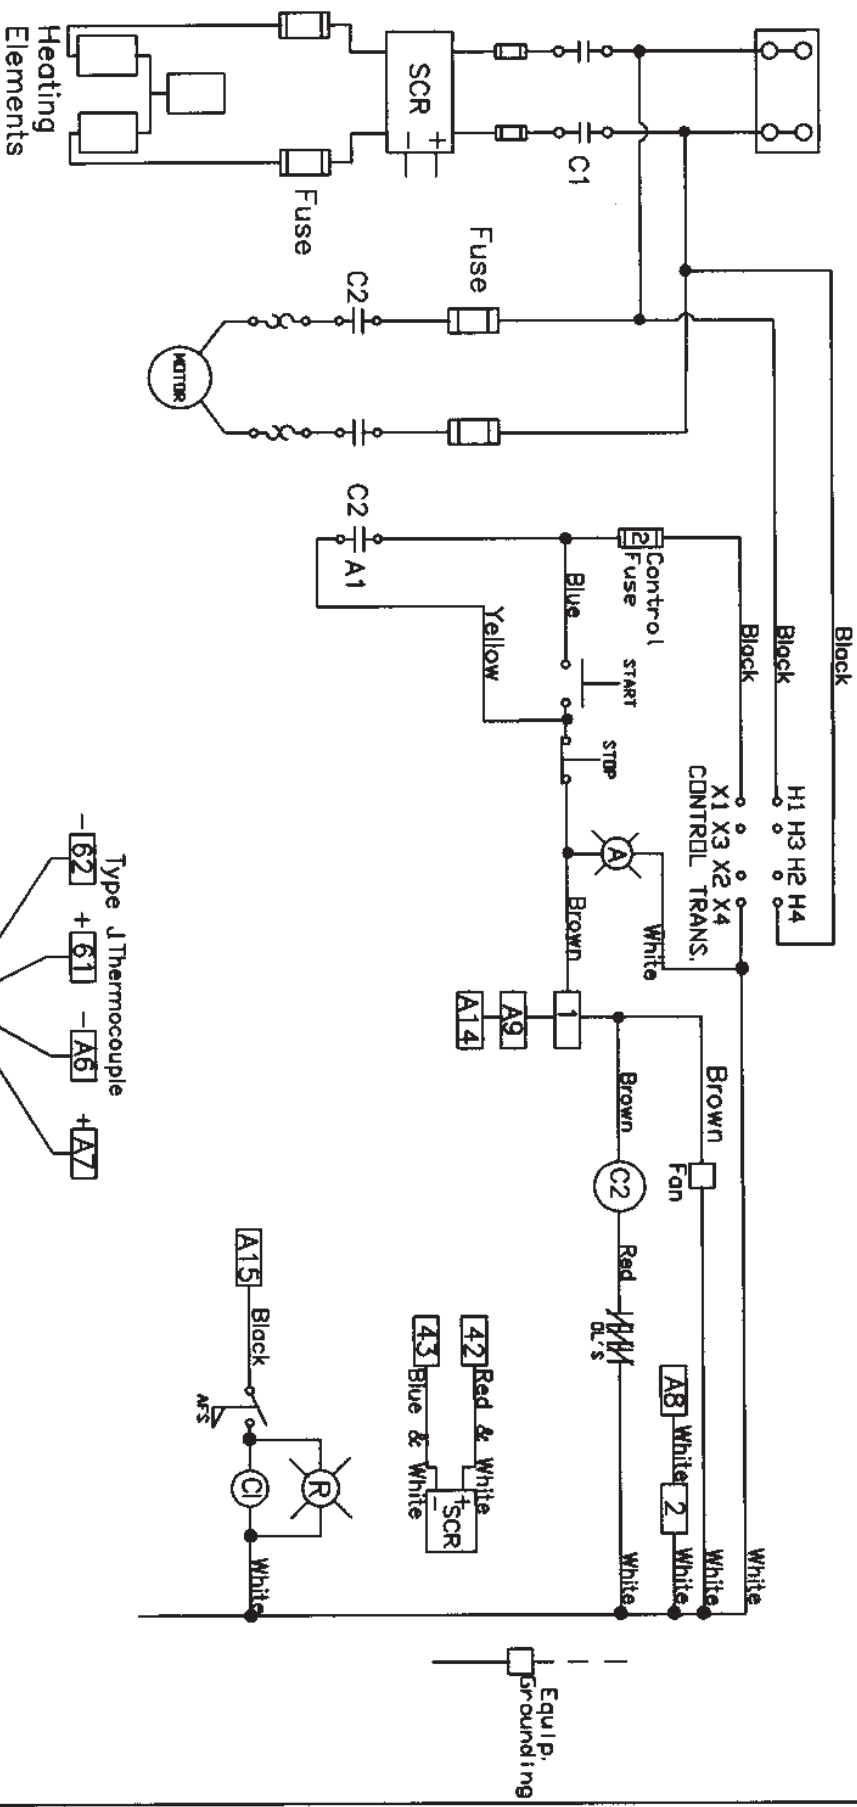 Heating
Elements
SCR
- +
C1
Fuse
Fuse
C2
MOTOR
C2
A1
2
Control
Fuse
Blue
Yellow
START
STOP
Black
Black
Black
H1 H3 H2 H4
X1 X3 X2 X4
CONTROL TRANS.
A
White
Brown
1
A9
A14
Brown
Brown
Fan
C2
Red
OL'S
White
A8
White
2
White
White
White
42
Red & White
43
Blue & White
+
-
SCR
A15
Black
AFS
R
C1
White
Type J Thermocouple
-
62
+
61
-
A6
+
A7
Equip.
Grounding